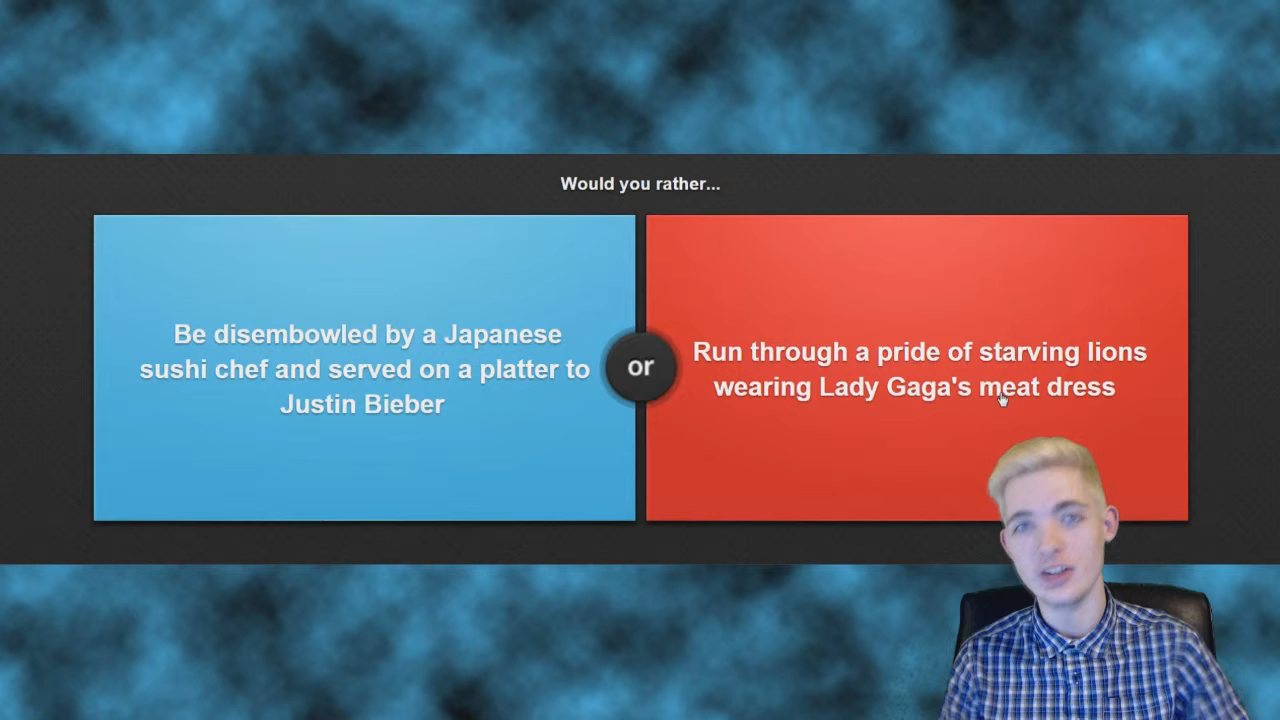 Would you rather...
Be disembowled by a Japanese
sushi chef and served on a platter to
Justin Bieber
or
Run through a pride of starving lions
wearing Lady Gaga's meat dress